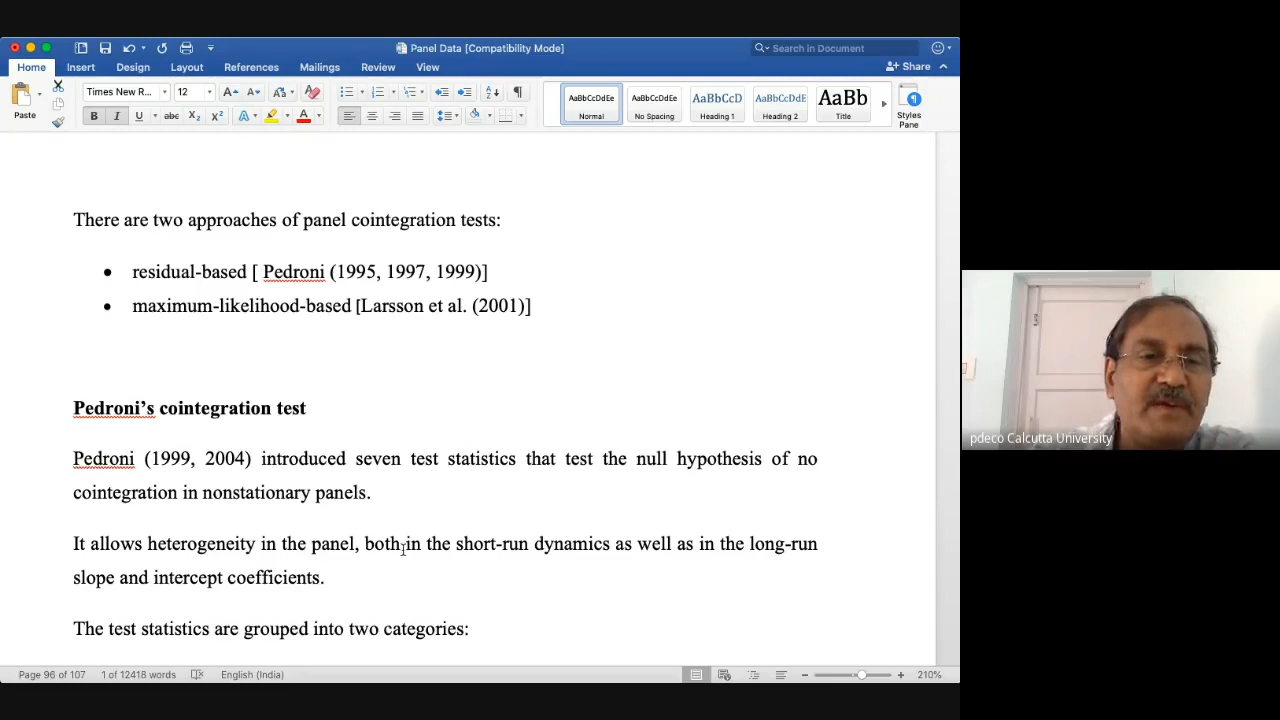 Panel Data [Compatibility Mode]
Search in Document
Home Insert Design Layout References Mailings Review View
Share
Times New R... 12
Paste
AaBbCcDdEe AaBbCcDdEe AaBbCcD AaBbCcDdE AaBb
Normal No Spacing Heading 1 Heading 2 Title
Styles
Pane
There are two approaches of panel cointegration tests:
• residual-based [ Pedroni (1995, 1997, 1999)]
• maximum-likelihood-based [Larsson et al. (2001)]
Pedroni’s cointegration test
Pedroni (1999, 2004) introduced seven test statistics that test the null hypothesis of no
cointegration in nonstationary panels.
It allows heterogeneity in the panel, both in the short-run dynamics as well as in the long-run
slope and intercept coefficients.
The test statistics are grouped into two categories:
pdeco Calcutta University
Page 96 of 107 1 of 12418 words English (India) 210%